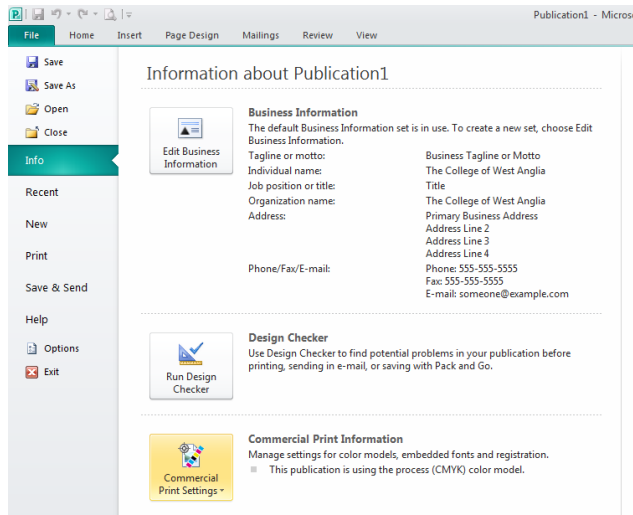 Publication1 - Micros
File Home Insert Page Design Mailings Review View
Save
Save As
Open
Close
Info
Recent
New
Print
Save & Send
Help
Options
Exit
Information about Publication1
Edit Business
Information
Business Information
The default Business Information set is in use. To create a new set, choose Edit
Business Information.
Tagline or motto: Business Tagline or Motto
Individual name: The College of West Anglia
Job position or title: Title
Organization name: The College of West Anglia
Address: Primary Business Address
Address Line 2
Address Line 3
Address Line 4
Phone/Fax/E-mail: Phone: 555-555-5555
Fax: 555-555-5555
E-mail: someone@example.com
Run Design
Checker
Design Checker
Use Design Checker to find potential problems in your publication before
printing, sending in e-mail, or saving with Pack and Go.
Commercial
Print Settings
Commercial Print Information
Manage settings for color models, embedded fonts and registration.
This publication is using the process (CMYK) color model.